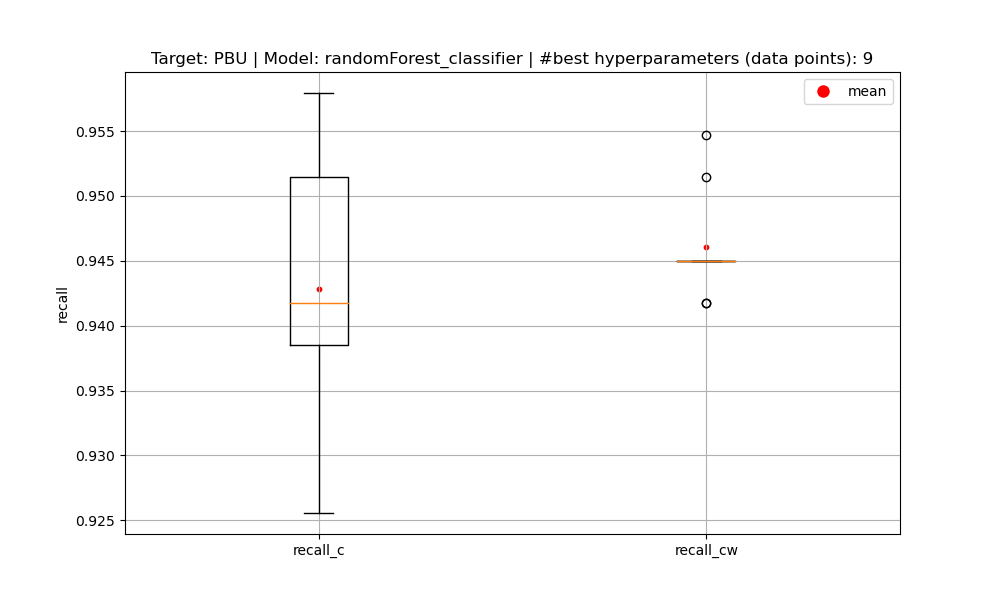 Target: PBU | Model: randomForest_classifier | #best hyperparameters (data points): 9
mean
0.955
0.950
0.945
0.940
0.935
0.930
0.925
recall
recall_c
recall_cw